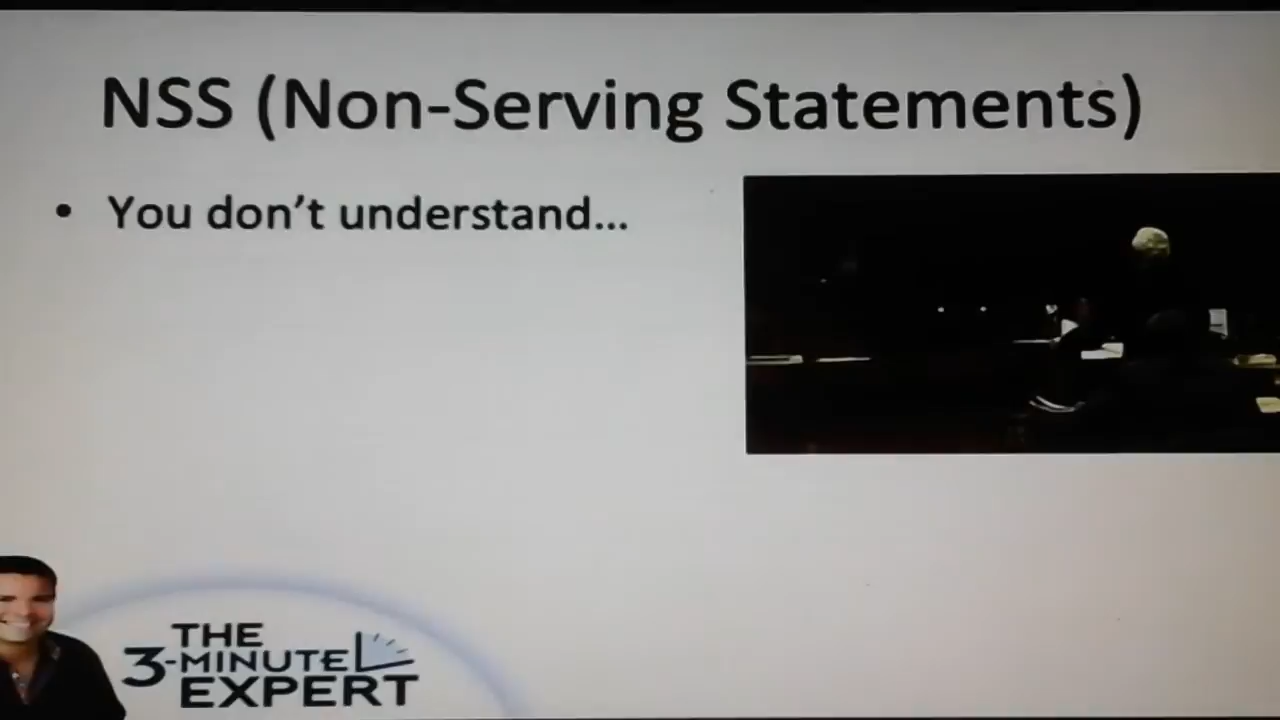 NSS (Non-Serving Statements)
• You don't understand...
THE
3-MINUTE
EXPERT